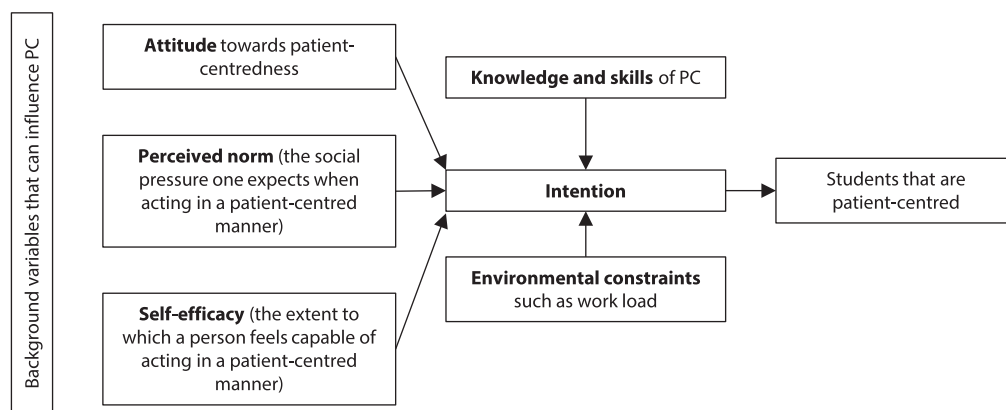 Background variables that can influence PC
Attitude towards patient-
centredness
Perceived norm (the social
pressure one expects when
acting in a patient-centred
manner)
Self-efficacy (the extent to
which a person feels capable of
acting in a patient-centred
manner)
Knowledge and skills of PC
Intention
Environmental constraints
such as work load
Students that are
patient-centred